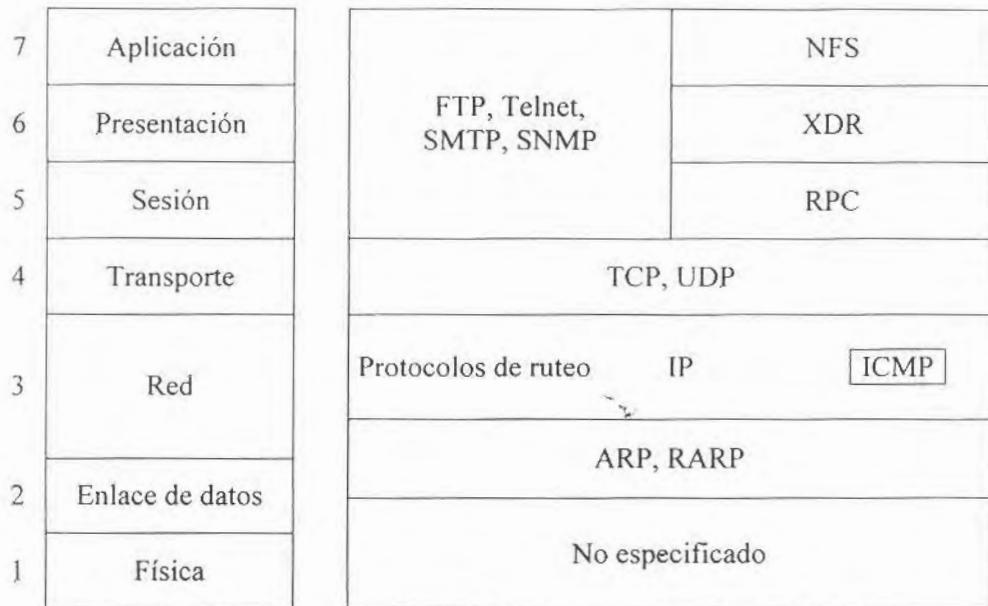 7 Aplicación
6 Presentación
5 Sesión
4 Transporte
3 Red
2 Enlace de datos
1 Física
FTP, Telnet,
SMTP, SNMP
NFS
XDR
RPC
TCP, UDP
Protocolos de ruteo IP ICMP
ARP, RARP
No especificado